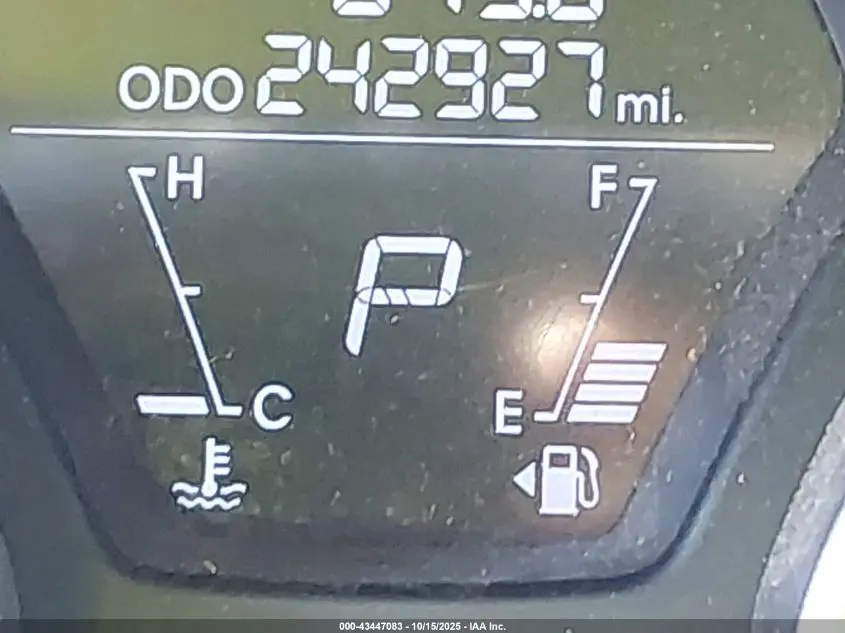 ODO 242927 mi.
H F
P
C E
000-43447083 - 10/15/2025 - IAA Inc.